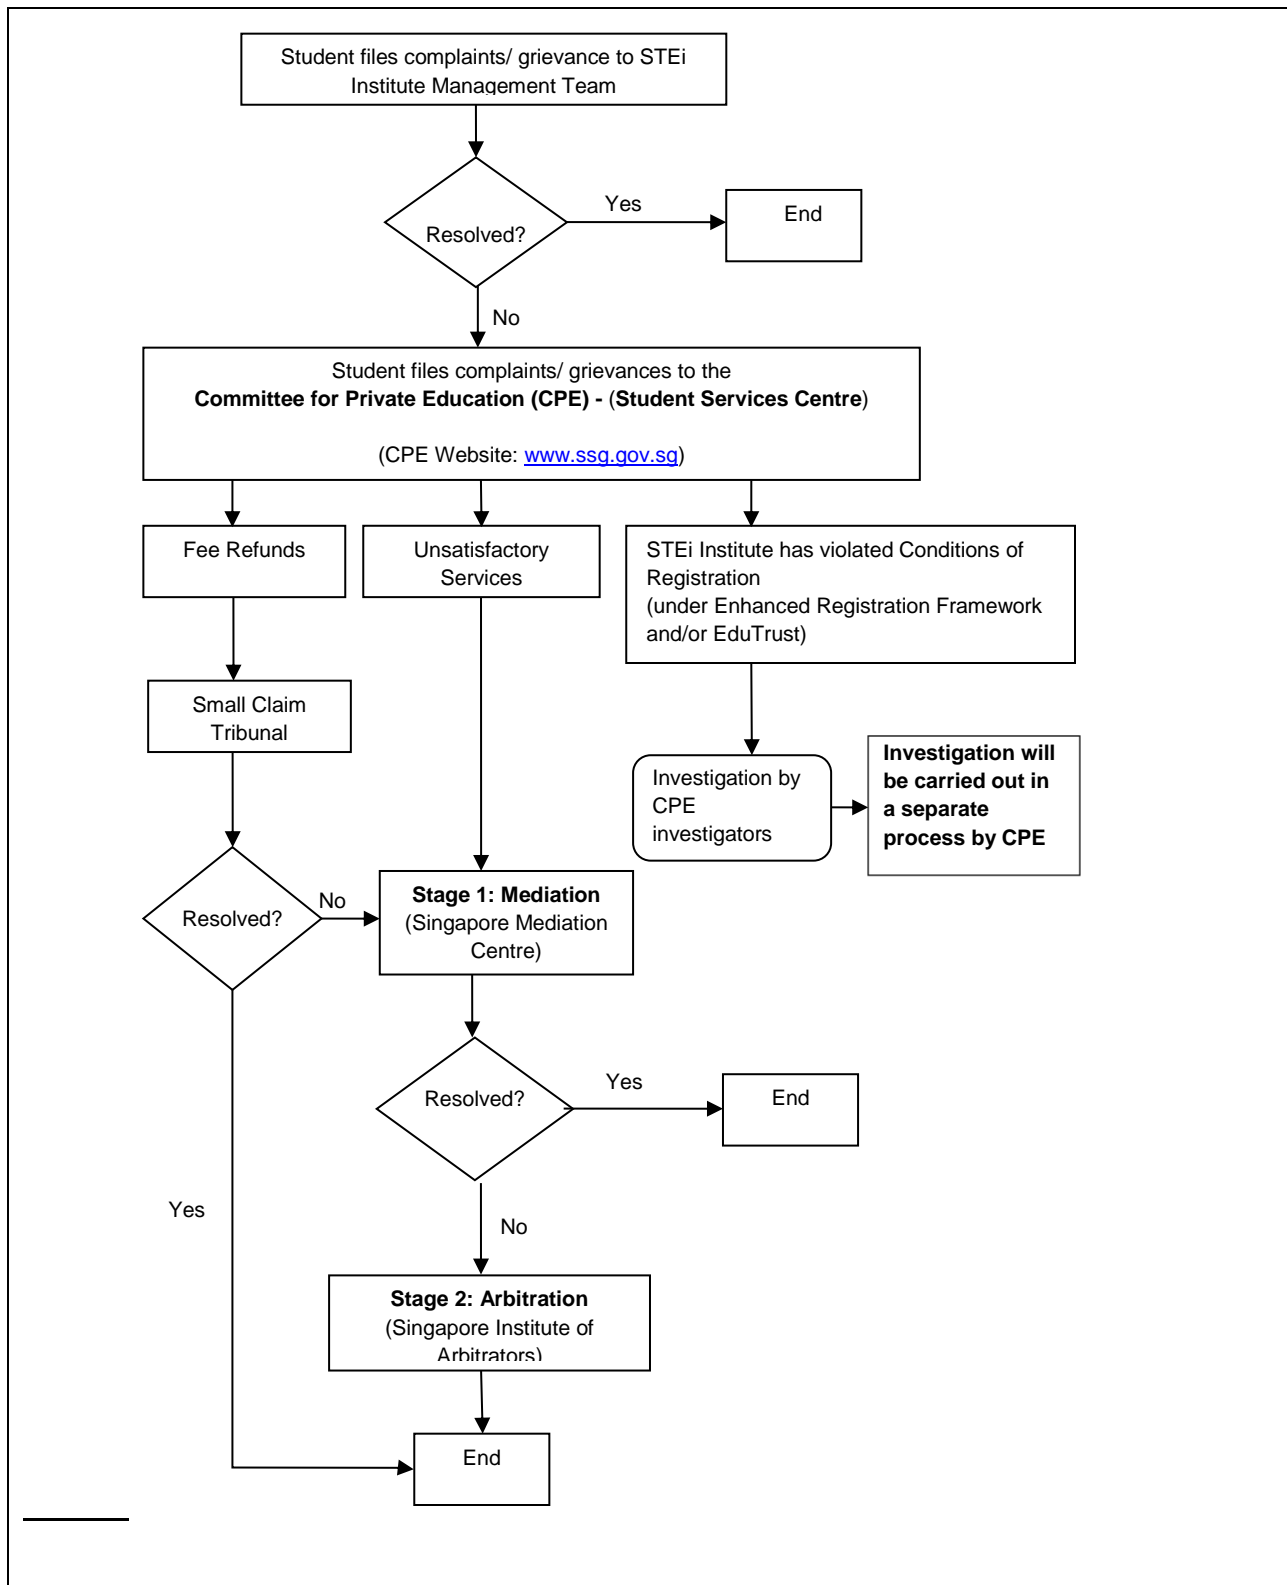 Student files complaints/ grievance to STEi
Institute Management Team
Resolved?
Yes
End
No
Student files complaints/ grievances to the
Committee for Private Education (CPE) - (Student Services Centre)
(CPE Website: www.ssg.gov.sg)
Fee Refunds
Unsatisfactory
Services
STEi Institute has violated Conditions of
Registration
(under Enhanced Registration Framework
and/or EduTrust)
Small Claim
Tribunal
Investigation by
CPE
investigators
Investigation will
be carried out in
a separate
process by CPE
Resolved?
No
Stage 1: Mediation
(Singapore Mediation
Centre)
Resolved?
Yes
End
Yes
No
Stage 2: Arbitration
(Singapore Institute of
Arbitrators)
End